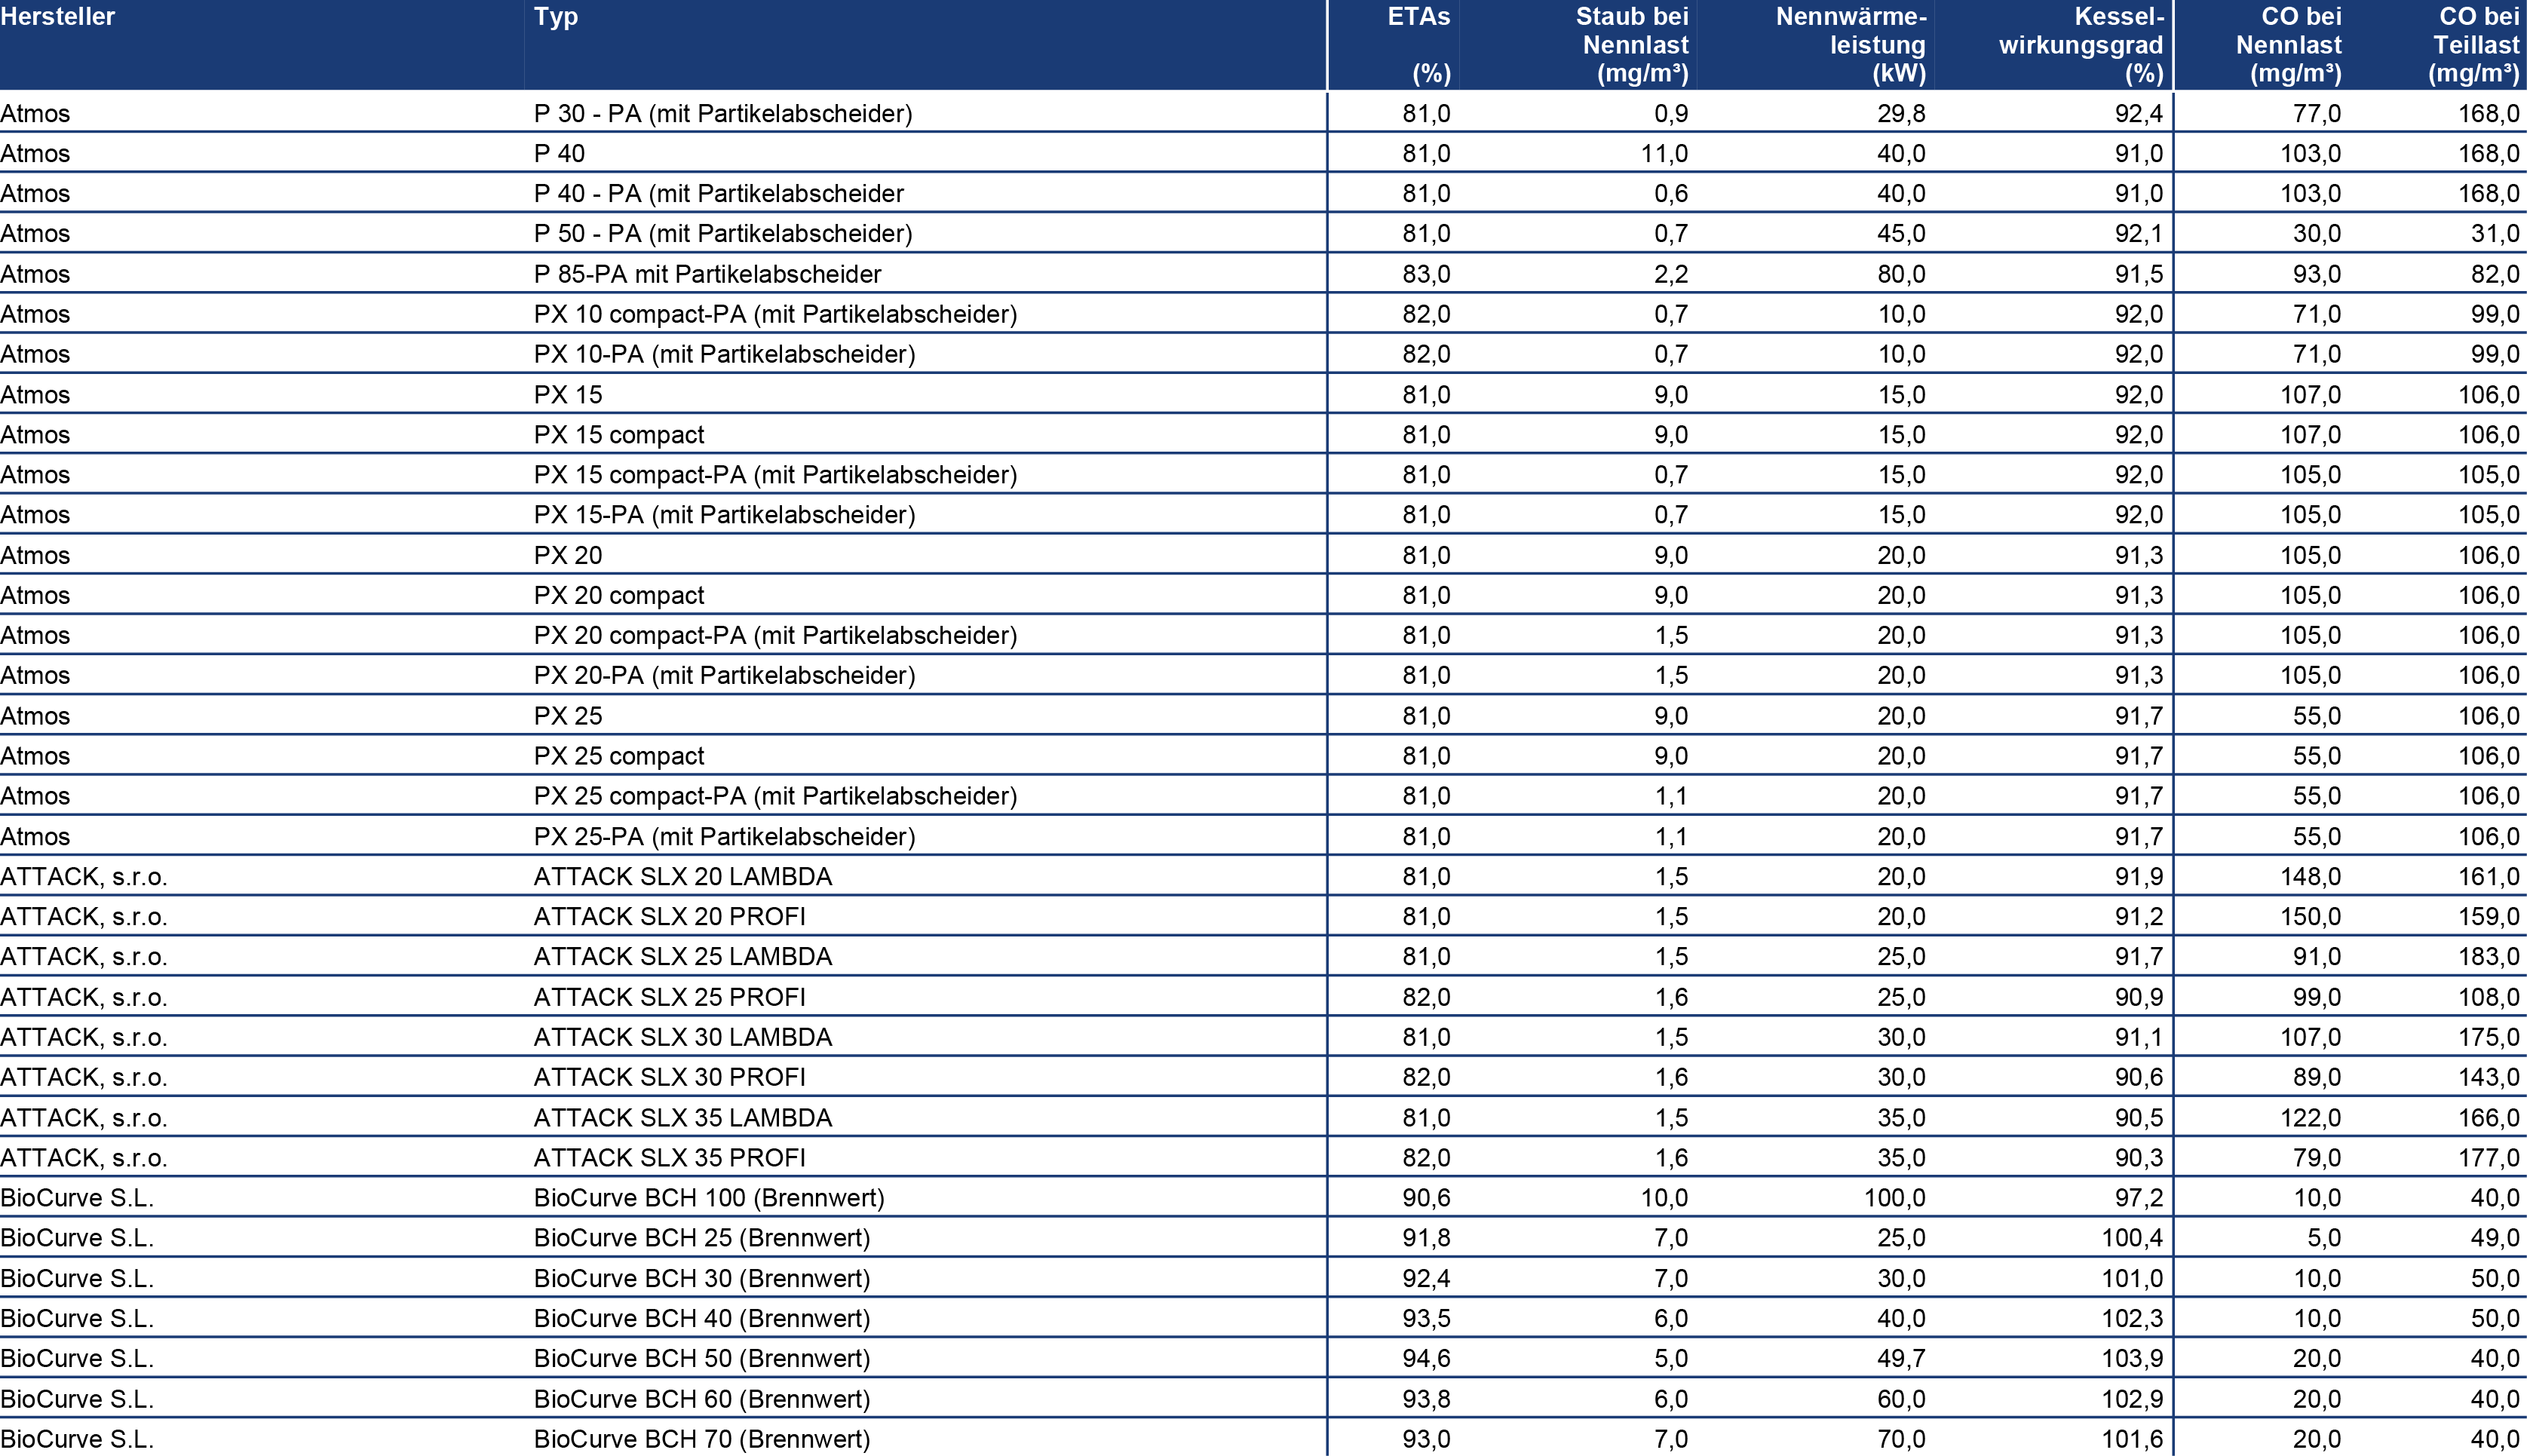 Hersteller Typ ETAs (%) Staub bei Nennlast (mg/m³) Nennwärme-leistung (kW) Kessel-wirkungsgrad (%) CO bei Nennlast (mg/m³) CO bei Teillast (mg/m³)
Atmos P 30 - PA (mit Partikelabscheider) 81,0 0,9 29,8 92,4 77,0 168,0
Atmos P 40 81,0 11,0 40,0 91,0 103,0 168,0
Atmos P 40 - PA (mit Partikelabscheider 81,0 0,6 40,0 91,0 103,0 168,0
Atmos P 50 - PA (mit Partikelabscheider) 81,0 0,7 45,0 92,1 30,0 31,0
Atmos P 85-PA mit Partikelabscheider 83,0 2,2 80,0 91,5 93,0 82,0
Atmos PX 10 compact-PA (mit Partikelabscheider) 82,0 0,7 10,0 92,0 71,0 99,0
Atmos PX 10-PA (mit Partikelabscheider) 82,0 0,7 10,0 92,0 71,0 99,0
Atmos PX 15 81,0 9,0 15,0 92,0 107,0 106,0
Atmos PX 15 compact 81,0 9,0 15,0 92,0 107,0 106,0
Atmos PX 15 compact-PA (mit Partikelabscheider) 81,0 0,7 15,0 92,0 105,0 105,0
Atmos PX 15-PA (mit Partikelabscheider) 81,0 0,7 15,0 92,0 105,0 105,0
Atmos PX 20 81,0 9,0 20,0 91,3 105,0 106,0
Atmos PX 20 compact 81,0 9,0 20,0 91,3 105,0 106,0
Atmos PX 20 compact-PA (mit Partikelabscheider) 81,0 1,5 20,0 91,3 105,0 106,0
Atmos PX 20-PA (mit Partikelabscheider) 81,0 1,5 20,0 91,3 105,0 106,0
Atmos PX 25 81,0 9,0 20,0 91,7 55,0 106,0
Atmos PX 25 compact 81,0 9,0 20,0 91,7 55,0 106,0
Atmos PX 25 compact-PA (mit Partikelabscheider) 81,0 1,1 20,0 91,7 55,0 106,0
Atmos PX 25-PA (mit Partikelabscheider) 81,0 1,1 20,0 91,7 55,0 106,0
ATTACK, s.r.o. ATTACK SLX 20 LAMBDA 81,0 1,5 20,0 91,9 148,0 161,0
ATTACK, s.r.o. ATTACK SLX 20 PROFI 81,0 1,5 20,0 91,2 150,0 159,0
ATTACK, s.r.o. ATTACK SLX 25 LAMBDA 81,0 1,5 25,0 91,7 91,0 183,0
ATTACK, s.r.o. ATTACK SLX 25 PROFI 82,0 1,6 25,0 90,9 99,0 108,0
ATTACK, s.r.o. ATTACK SLX 30 LAMBDA 81,0 1,5 30,0 91,1 107,0 175,0
ATTACK, s.r.o. ATTACK SLX 30 PROFI 82,0 1,6 30,0 90,6 89,0 143,0
ATTACK, s.r.o. ATTACK SLX 35 LAMBDA 81,0 1,5 35,0 90,5 122,0 166,0
ATTACK, s.r.o. ATTACK SLX 35 PROFI 82,0 1,6 35,0 90,3 79,0 177,0
BioCurve S.L. BioCurve BCH 100 (Brennwert) 90,6 10,0 100,0 97,2 10,0 40,0
BioCurve S.L. BioCurve BCH 25 (Brennwert) 91,8 7,0 25,0 100,4 5,0 49,0
BioCurve S.L. BioCurve BCH 30 (Brennwert) 92,4 7,0 30,0 101,0 10,0 50,0
BioCurve S.L. BioCurve BCH 40 (Brennwert) 93,5 6,0 40,0 102,3 10,0 50,0
BioCurve S.L. BioCurve BCH 50 (Brennwert) 94,6 5,0 49,7 103,9 20,0 40,0
BioCurve S.L. BioCurve BCH 60 (Brennwert) 93,8 6,0 60,0 102,9 20,0 40,0
BioCurve S.L. BioCurve BCH 70 (Brennwert) 93,0 7,0 70,0 101,6 20,0 40,0